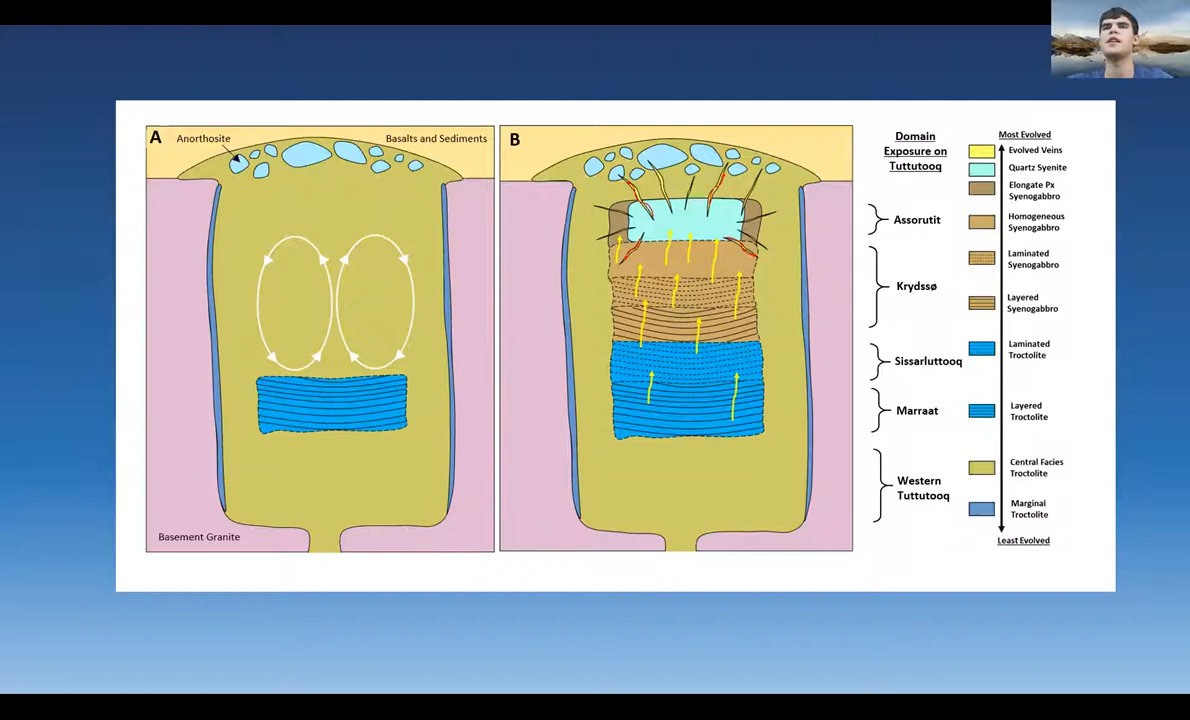 A
Anorthosite
Basalts and Sediments
Basement Granite
B
Domain
Exposure on
Tuttutooq
Assorutit
Krydssø
Sissarluttooq
Marraat
Western
Tuttutooq
Most Evolved
Evolved Veins
Quartz Syenite
Elongate Px
Syenogabbro
Homogeneous
Syenogabbro
Laminated
Syenogabbro
Layered
Syenogabbro
Laminated
Troctolite
Layered
Troctolite
Central Facies
Troctolite
Marginal
Troctolite
Least Evolved